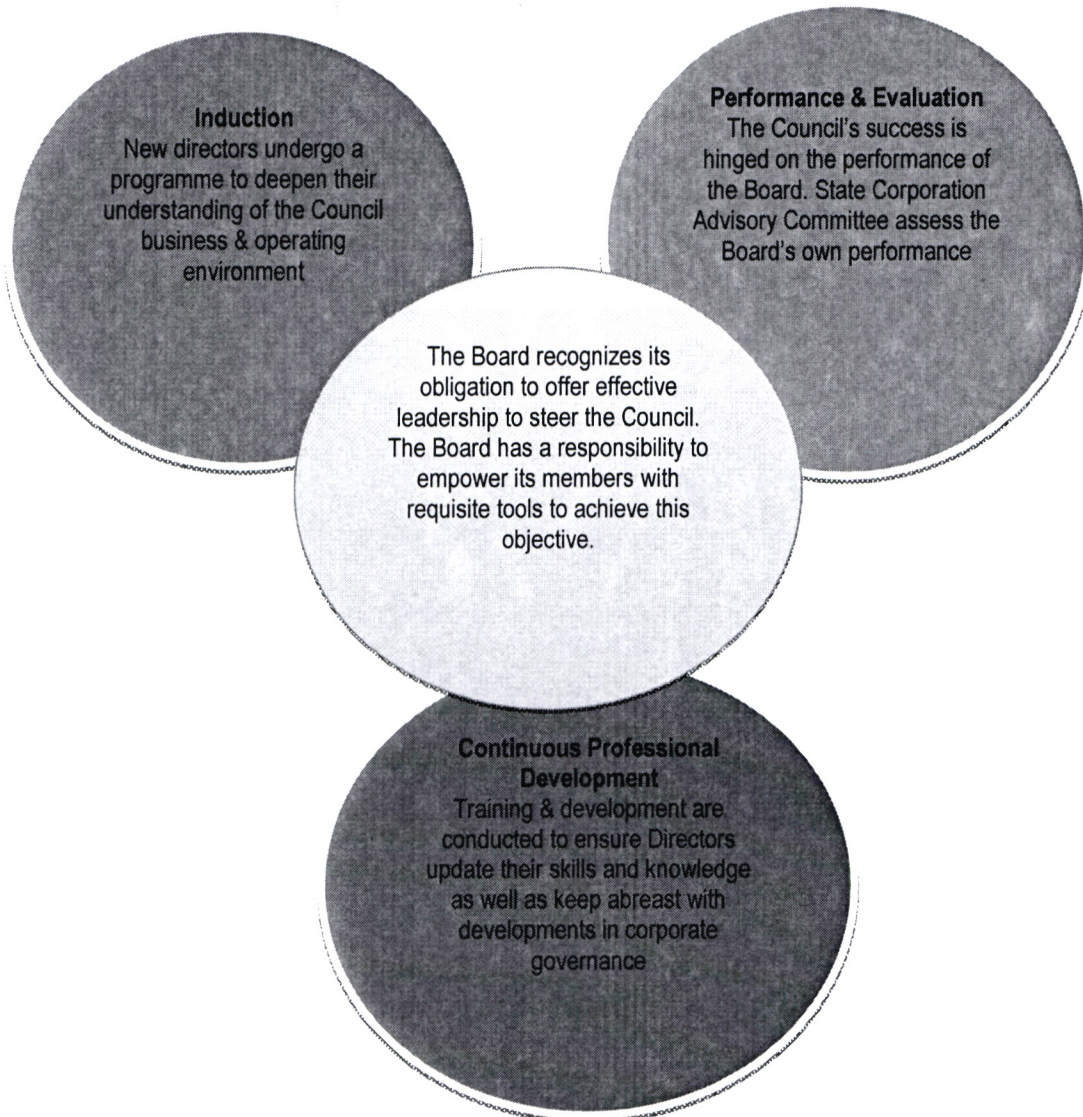 Induction
New directors undergo a
programme to deepen their
understanding of the Council
business & operating
environment
Performance & Evaluation
The Council's success is
hinged on the performance of
the Board. State Corporation
Advisory Committee assess the
Board's own performance
The Board recognizes its
obligation to offer effective
leadership to steer the Council.
The Board has a responsibility to
empower its members with
requisite tools to achieve this
objective.
Continuous Professional
Development
Training & development are
conducted to ensure Directors
update their skills and knowledge
as well as keep abreast with
developments in corporate
governance